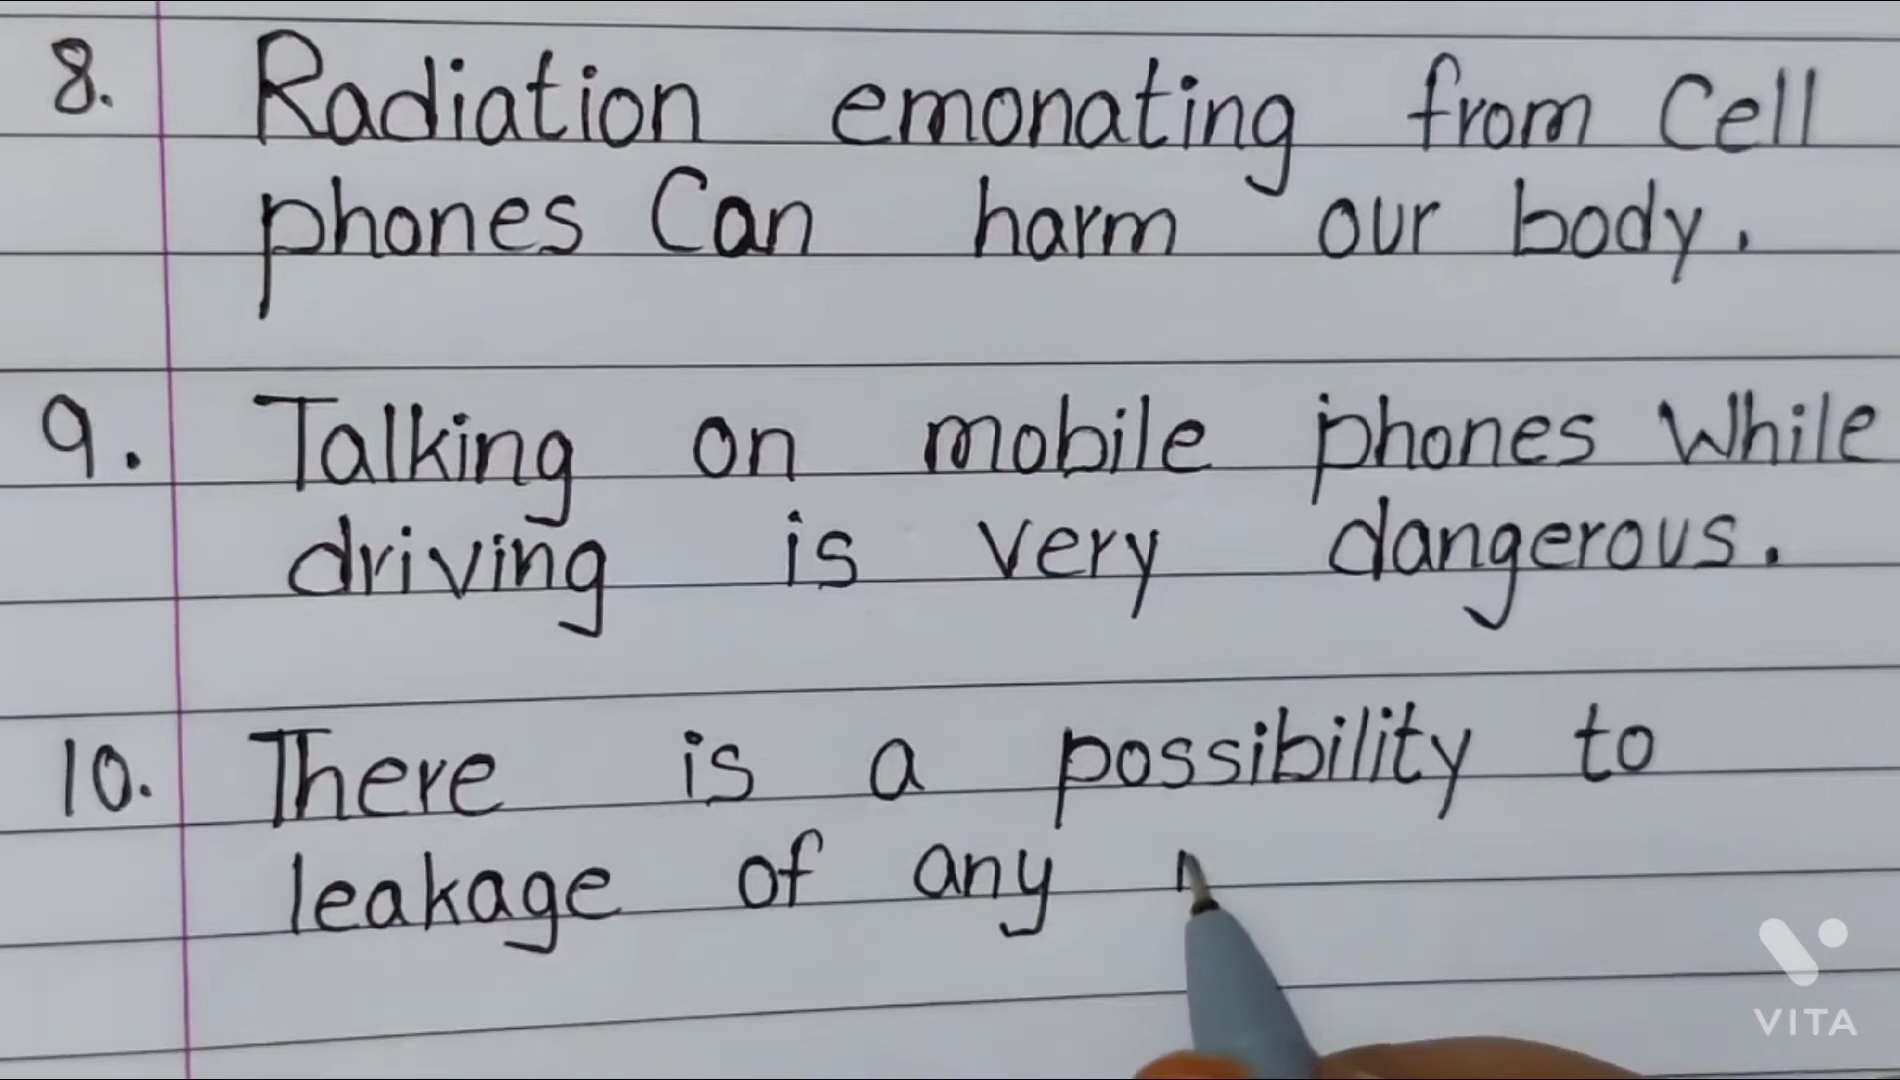 8. Radiation emonating from Cell
phones Can harm our body.
9. Talking on mobile phones While
driving is very dangerous.
10. There is a possibility to
leakage of any
VITA